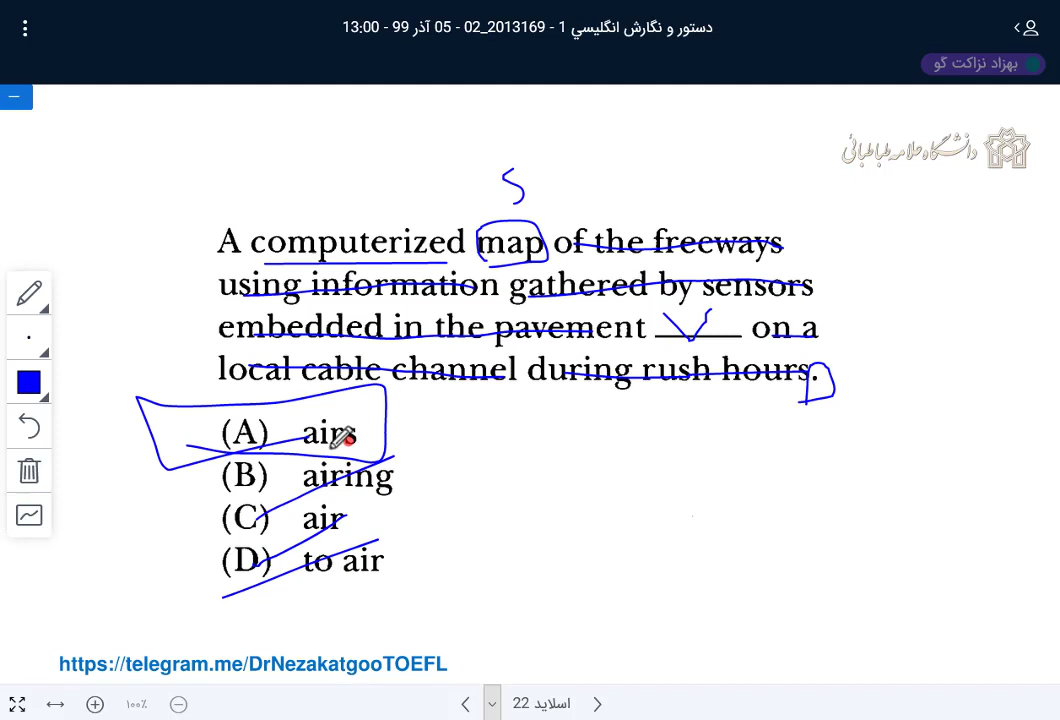 دستور و نگارش انگليسي 1 - 2013169_02 - 05 آذر 99 - 13:00
بهزاد نزاکت گو
دانشگاه علامه طباطبائی
S
A computerized map of the freeways
using information gathered by sensors
embedded in the pavement ______ on a
local cable channel during rush hours.
V
(A) airs
(B) airing
(C) air
(D) to air
https://telegram.me/DrNezakatgooTOEFL
۱۰۰٪
اسلاید 22